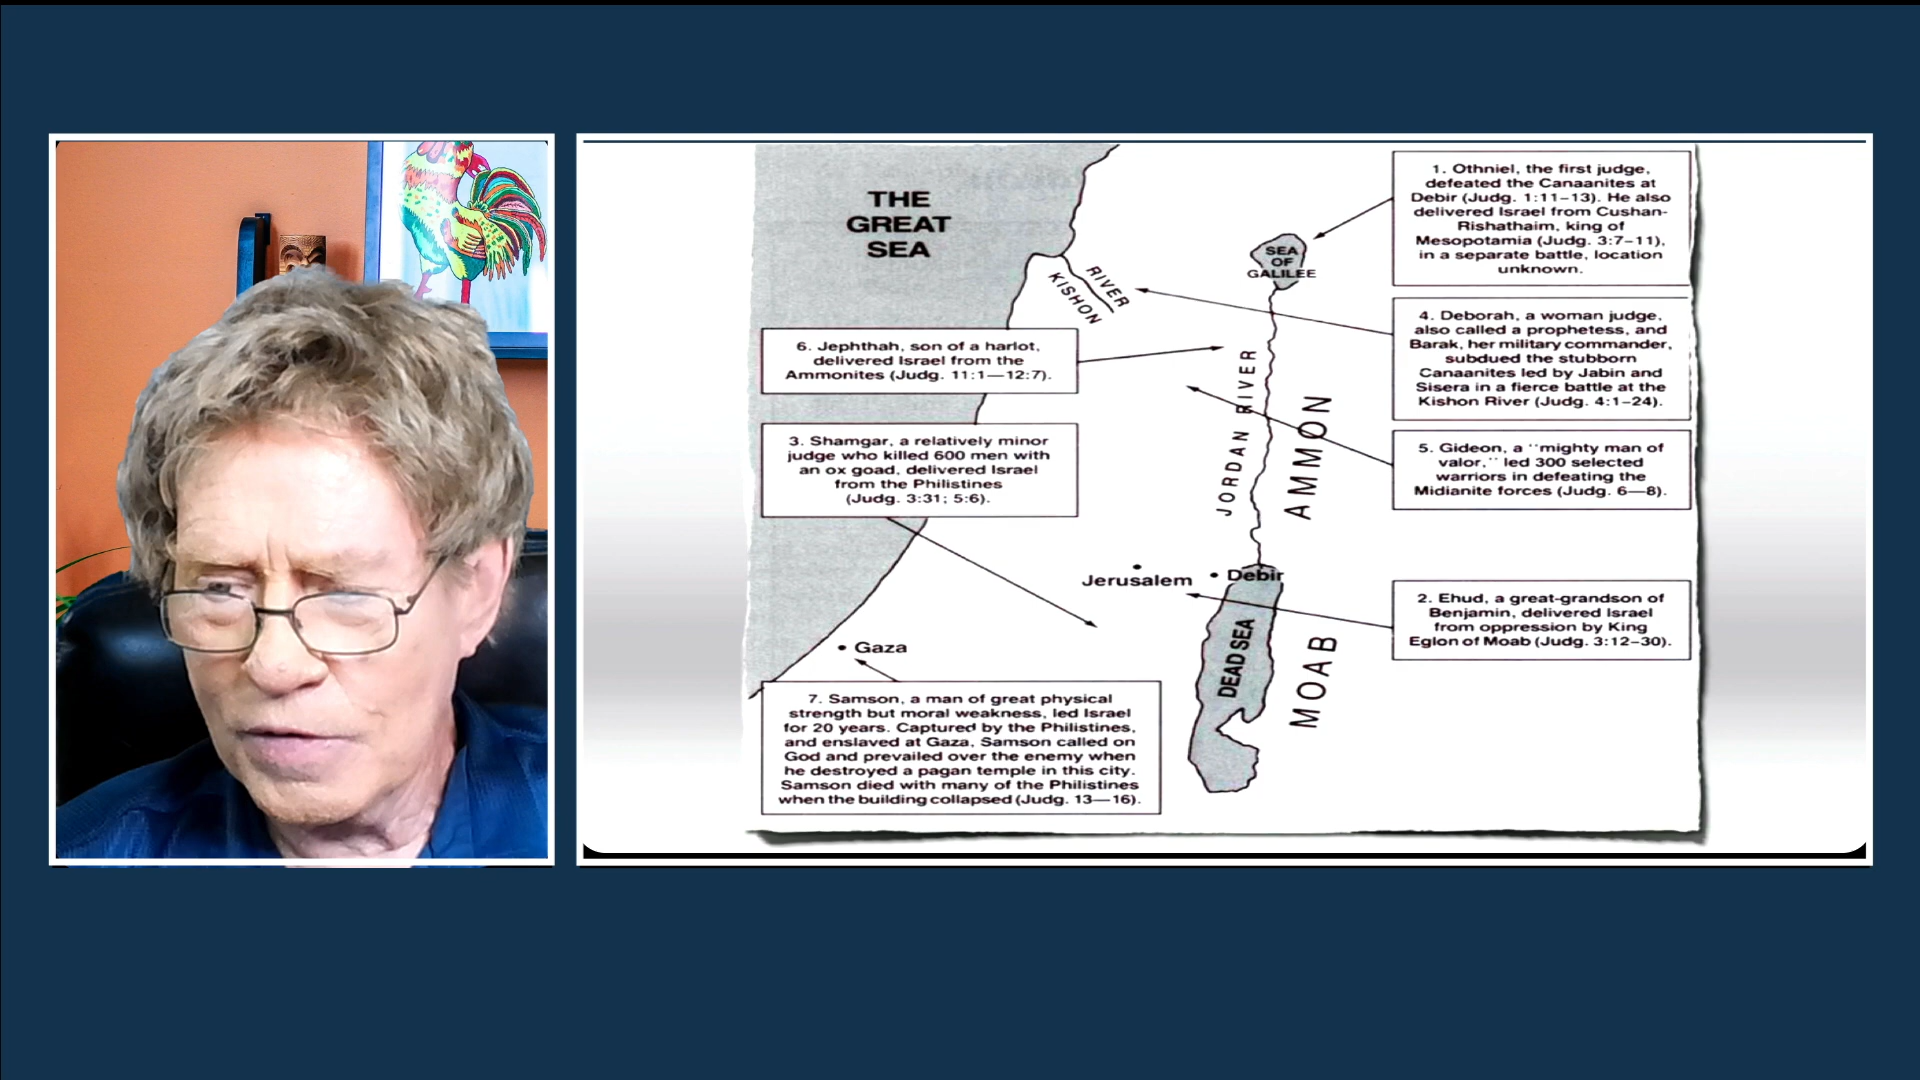 THE
GREAT
SEA
1. Othniel, the first judge,
defeated the Canaanites at
Debir (Judg. 1:11–13). He also
delivered Israel from Cushan-
Rishathaim, king of
Mesopotamia (Judg. 3:7–11),
in a separate battle, location
unknown.
SEA
OF
GALILEE
RIVER
KISHON
4. Deborah, a woman judge,
also called a prophetess, and
Barak, her military commander,
subdued the stubborn
Canaanites led by Jabin and
Sisera in a fierce battle at the
Kishon River (Judg. 4:1–24).
6. Jephthah, son of a harlot,
delivered Israel from the
Ammonites (Judg. 11:1—12:7).
JORDAN RIVER
AMMON
3. Shamgar, a relatively minor
judge who killed 600 men with
an ox goad, delivered Israel
from the Philistines
(Judg. 3:31; 5:6).
5. Gideon, a ''mighty man of
valor,'' led 300 selected
warriors in defeating the
Midianite forces (Judg. 6—8).
Jerusalem
Debir
2. Ehud, a great-grandson of
Benjamin, delivered Israel
from oppression by King
Eglon of Moab (Judg. 3:12–30).
DEAD SEA
MOAB
Gaza
7. Samson, a man of great physical
strength but moral weakness, led Israel
for 20 years. Captured by the Philistines,
and enslaved at Gaza, Samson called on
God and prevailed over the enemy when
he destroyed a pagan temple in this city.
Samson died with many of the Philistines
when the building collapsed (Judg. 13—16).